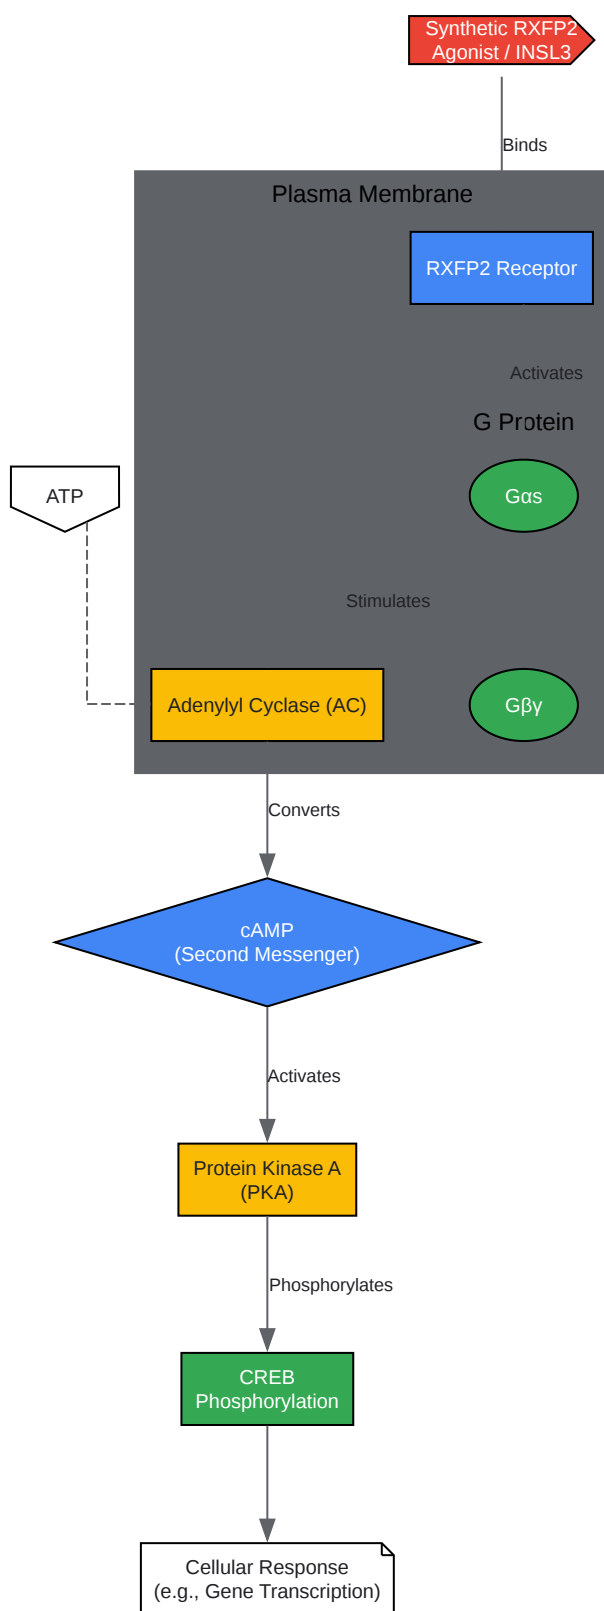 Synthetic RXFP2
Agonist / INSL3
Binds
Plasma Membrane
RXFP2 Receptor
Activates
G Protein
ATP
Gαs
Stimulates
Adenylyl Cyclase (AC)
Gβγ
Converts
cAMP
(Second Messenger)
Activates
Protein Kinase A
(PKA)
Phosphorylates
CREB
Phosphorylation
Cellular Response
(e.g., Gene Transcription)